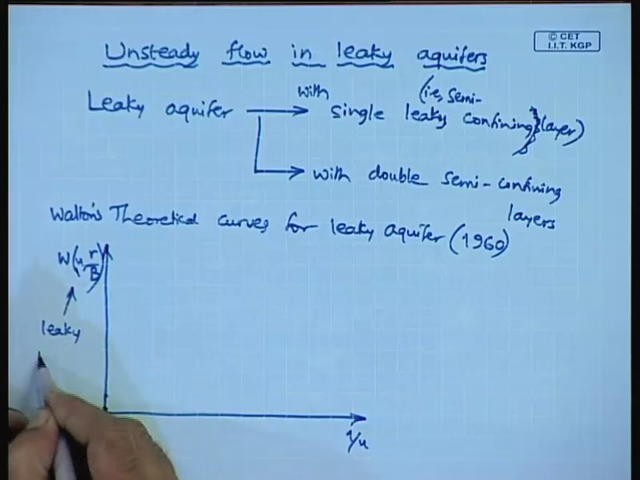 © CET
I.I.T. KGP
Unsteady flow in leaky aquifers
Leaky aquifer → with single leaky confining layer)
(i.e, semi-
with double semi-confining
layers
Walton's Theoretical curves for leaky aquifer (1960)
W(u, r/B)
leaky
1/u